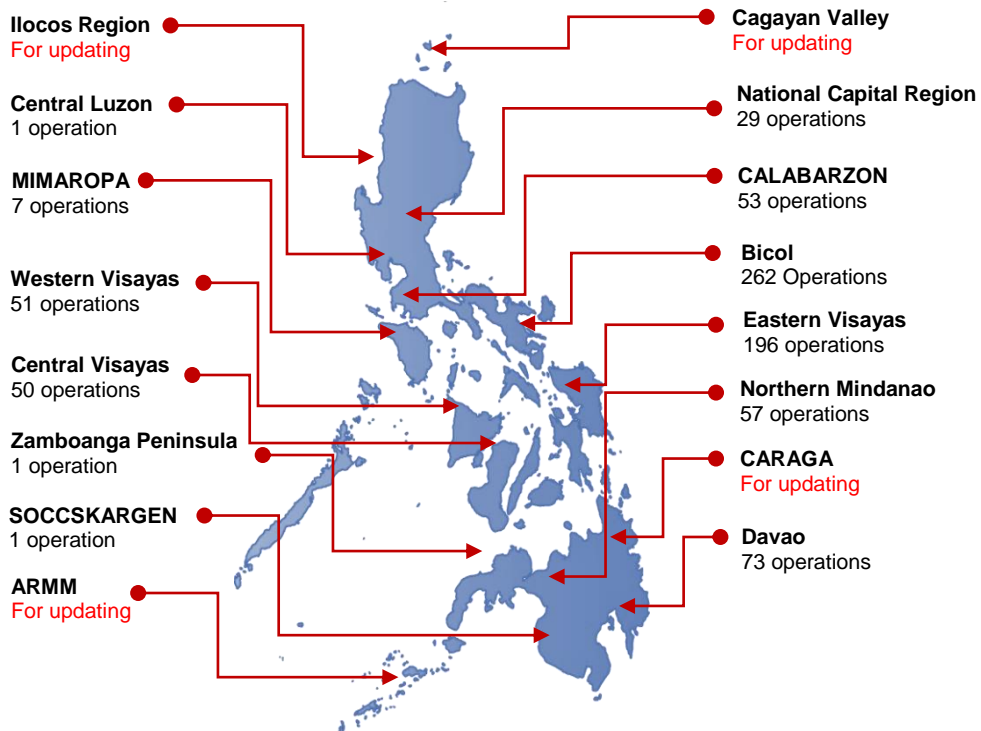 Ilocos Region
For updating
Central Luzon
1 operation
MIMAROPA
7 operations
Western Visayas
51 operations
Central Visayas
50 operations
Zamboanga Peninsula
1 operation
SOCCSKARGEN
1 operation
ARMM
For updating
Cagayan Valley
For updating
National Capital Region
29 operations
CALABARZON
53 operations
Bicol
262 Operations
Eastern Visayas
196 operations
Northern Mindanao
57 operations
CARAGA
For updating
Davao
73 operations